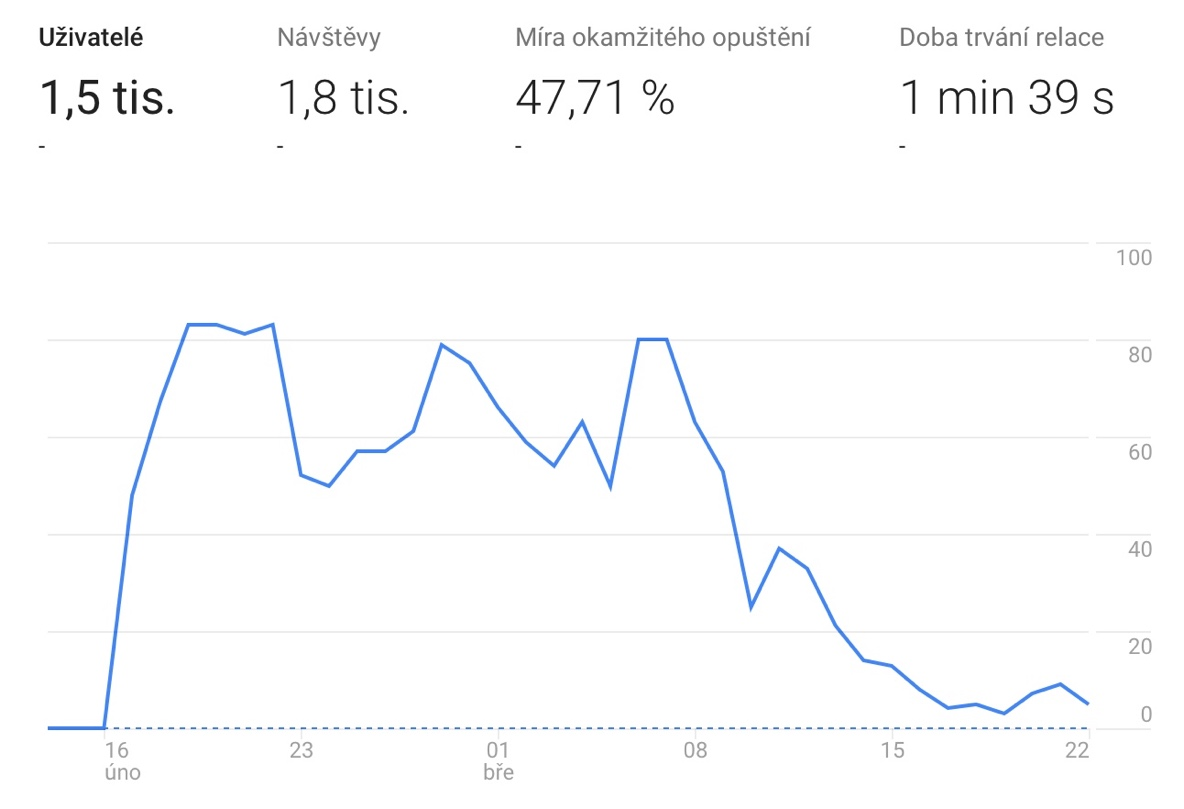 Uživatelé Návštěvy Míra okamžitého opuštění Doba trvání relace
1,5 tis. 1,8 tis. 47,71 % 1 min 39 s
- - - -
100
80
60
40
20
0
16 23 01 08 15 22
úno bře